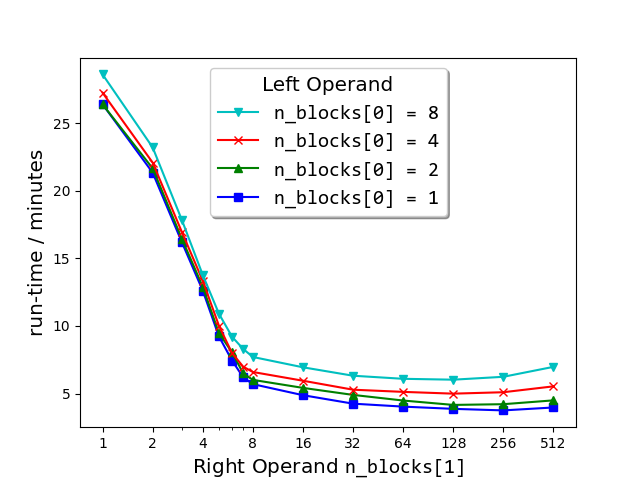 Left Operand
n_blocks[0] = 8
n_blocks[0] = 4
n_blocks[0] = 2
n_blocks[0] = 1
run-time / minutes
25
20
15
10
5
1 2 4 8 16 32 64 128 256 512
Right Operand n_blocks[1]